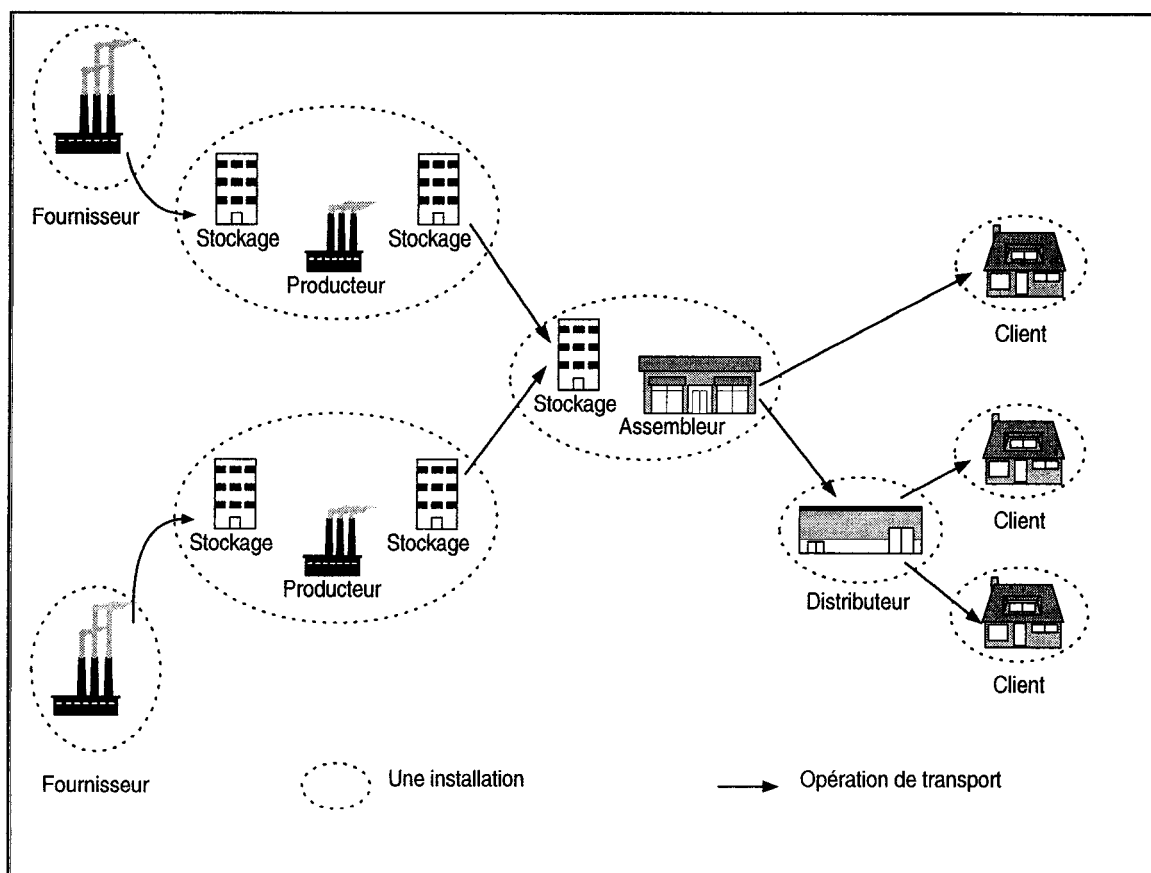 Fournisseur
Stockage
Stockage
Producteur
Client
Stockage
Assembleur
Stockage
Stockage
Producteur
Client
Distributeur
Client
Fournisseur
Une installation
Opération de transport